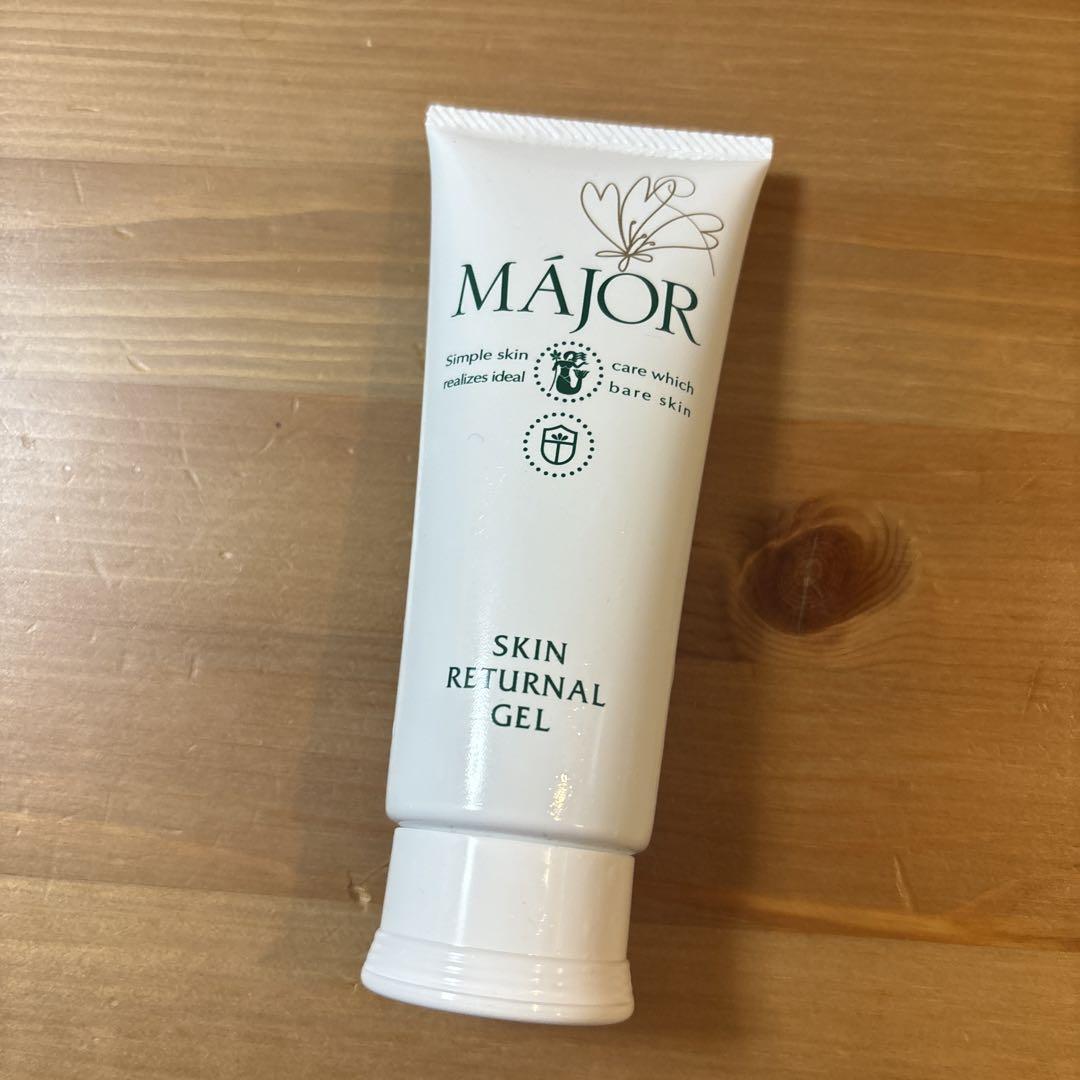 MÁJOR
Simple skin care which
realizes ideal bare skin
SKIN
RETURNAL
GEL